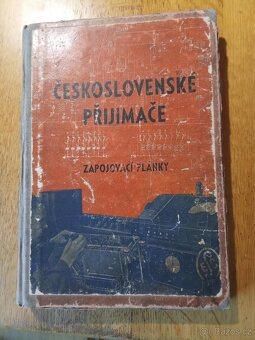 ČESKOSLOVENSKÉ
PŘIJIMAČE
ZAPOJOVACÍ PLÁNKY